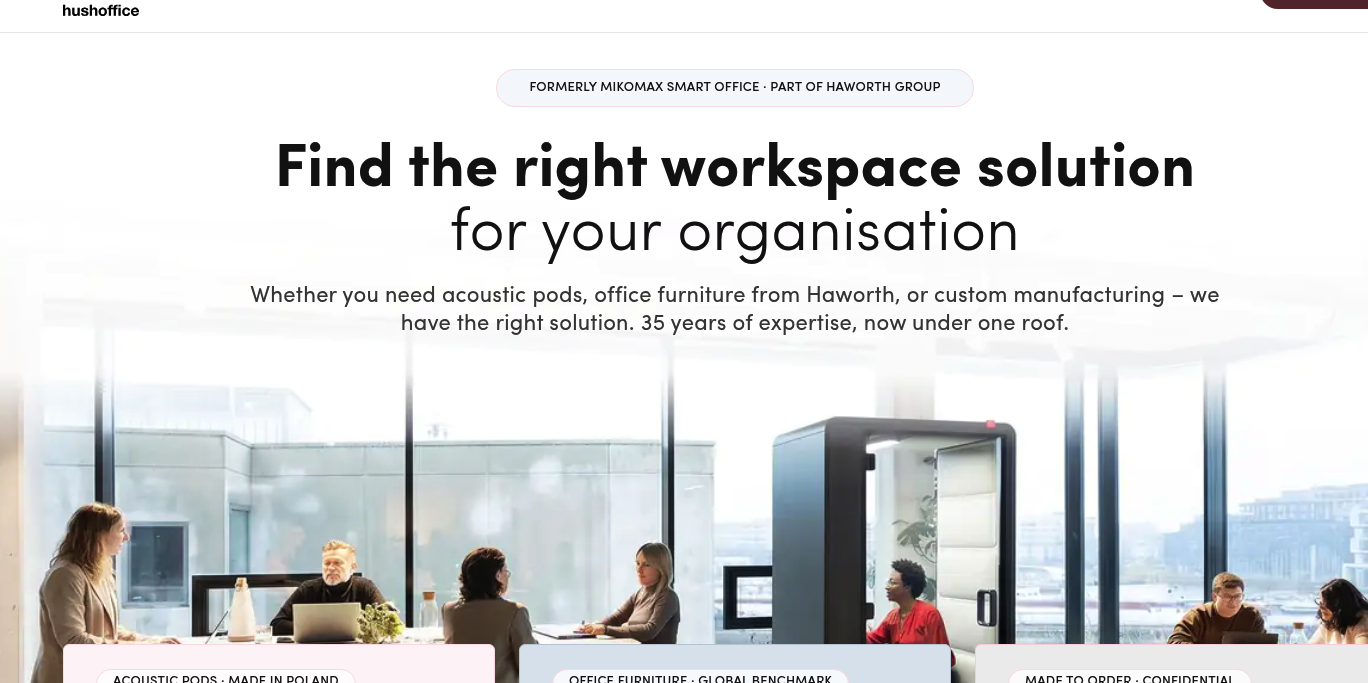 hushoffice
FORMERLY MIKOMAX SMART OFFICE · PART OF HAWORTH GROUP
Find the right workspace solution
for your organisation
Whether you need acoustic pods, office furniture from Haworth, or custom manufacturing – we
have the right solution. 35 years of expertise, now under one roof.
ACOUSTIC PODS · MADE IN POLAND
OFFICE FURNITURE · GLOBAL BENCHMARK
MADE TO ORDER · CONFIDENTIAL